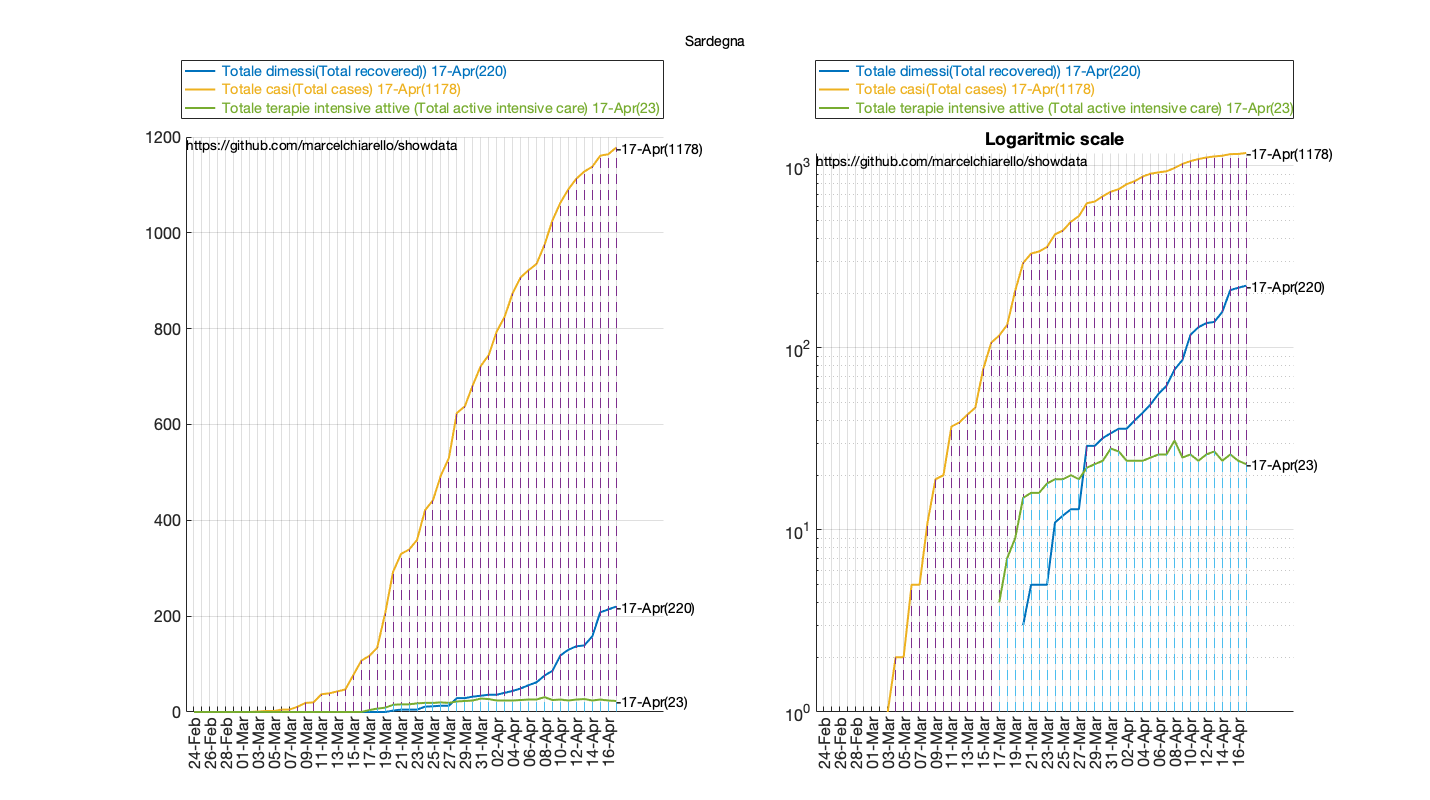 Sardegna
Totale dimessi(Total recovered)) 17-Apr(220)
Totale casi(Total cases) 17-Apr(1178)
Totale terapie intensive attive (Total active intensive care) 17-Apr(23)
https://github.com/marcelchiarello/showdata
1200
1000
800
600
400
200
0
17-Apr(1178)
17-Apr(220)
17-Apr(23)
24-Feb
26-Feb
28-Feb
01-Mar
03-Mar
05-Mar
07-Mar
09-Mar
11-Mar
13-Mar
15-Mar
17-Mar
19-Mar
21-Mar
23-Mar
25-Mar
27-Mar
29-Mar
31-Mar
02-Apr
04-Apr
06-Apr
08-Apr
10-Apr
12-Apr
14-Apr
16-Apr
Totale dimessi(Total recovered)) 17-Apr(220)
Totale casi(Total cases) 17-Apr(1178)
Totale terapie intensive attive (Total active intensive care) 17-Apr(23)
Logaritmic scale
https://github.com/marcelchiarello/showdata
10^3
10^2
10^1
10^0
17-Apr(1178)
17-Apr(220)
17-Apr(23)
24-Feb
26-Feb
28-Feb
01-Mar
03-Mar
05-Mar
07-Mar
09-Mar
11-Mar
13-Mar
15-Mar
17-Mar
19-Mar
21-Mar
23-Mar
25-Mar
27-Mar
29-Mar
31-Mar
02-Apr
04-Apr
06-Apr
08-Apr
10-Apr
12-Apr
14-Apr
16-Apr